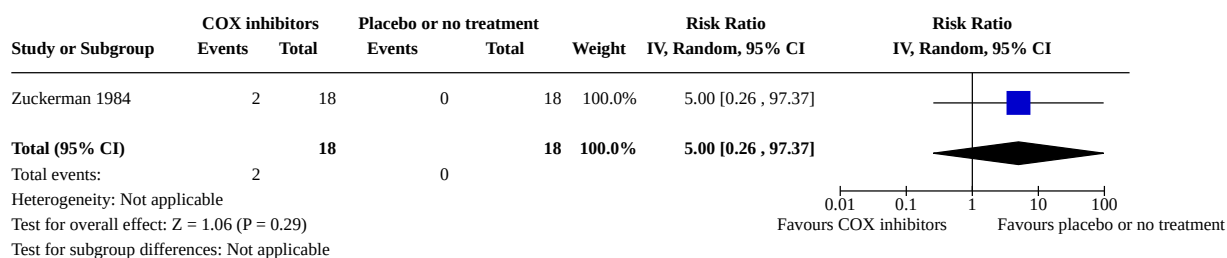 COX inhibitors Placebo or no treatment Risk Ratio Risk Ratio
Study or Subgroup Events Total Events Total Weight IV, Random, 95% CI IV, Random, 95% CI
Zuckerman 1984 2 18 0 18 100.0% 5.00 [0.26 , 97.37]
Total (95% CI) 18 18 100.0% 5.00 [0.26 , 97.37]
Total events: 2 0
Heterogeneity: Not applicable 0.01 0.1 1 10 100
Test for overall effect: Z = 1.06 (P = 0.29) Favours COX inhibitors Favours placebo or no treatment
Test for subgroup differences: Not applicable